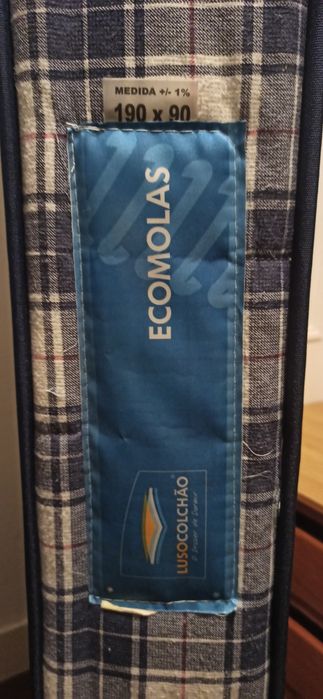 MEDIDA +/- 1%
190 x 90
ECOMOLAS
LUSOCOLCHÃO